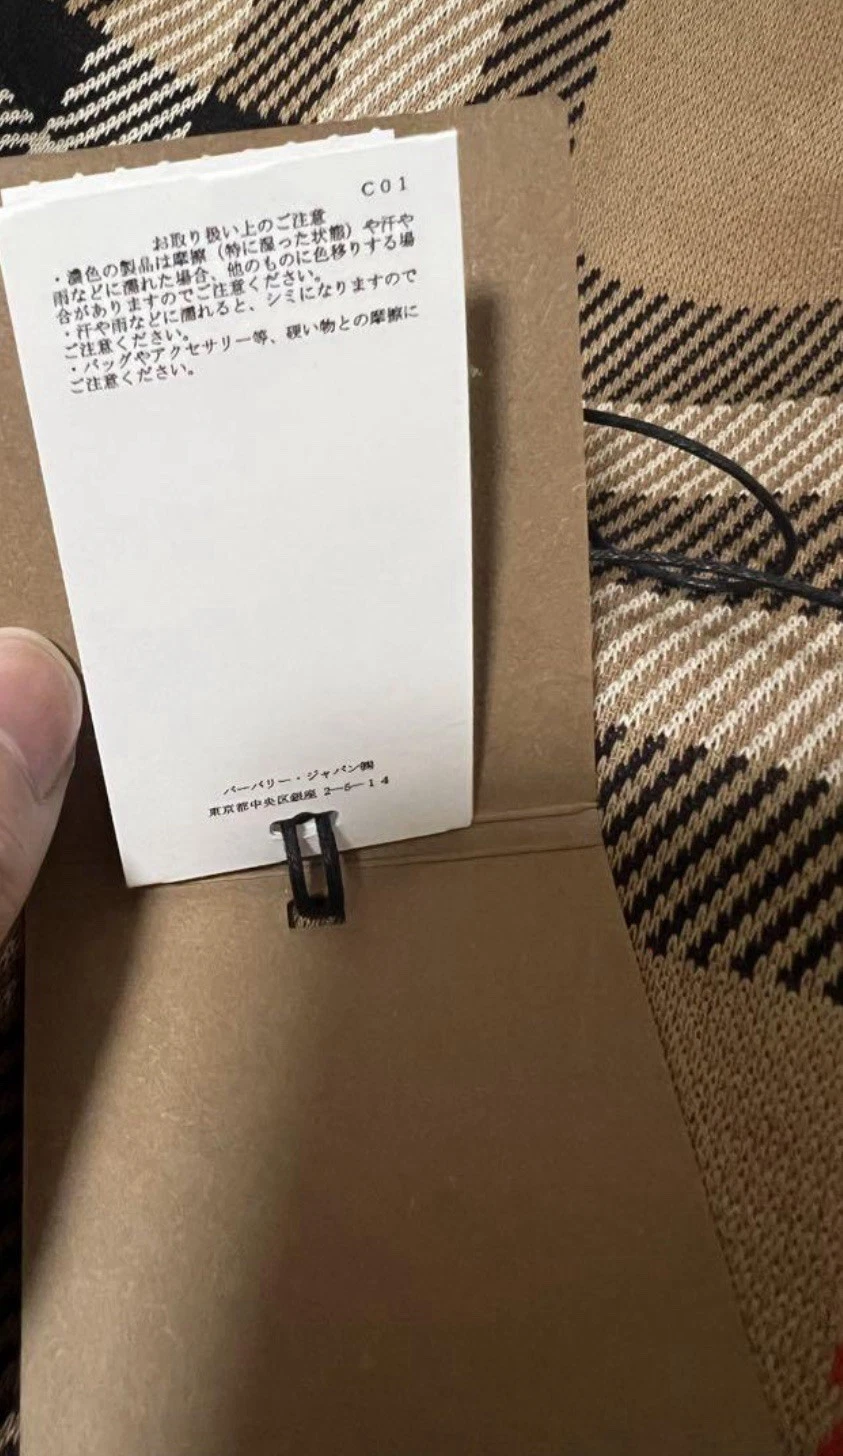 C01
お取り扱い上のご注意
・濃色の製品は摩擦（特に湿った状態）や汗や
雨などに濡れた場合、他のものに色移りする場
合がありますのでご注意ください。
・汗や雨などに濡れると、シミになりますので
ご注意ください。
・バッグやアクセサリー等、硬い物との摩擦に
ご注意ください。
バーバリー・ジャパン㈱
東京都中央区銀座 2―5―14